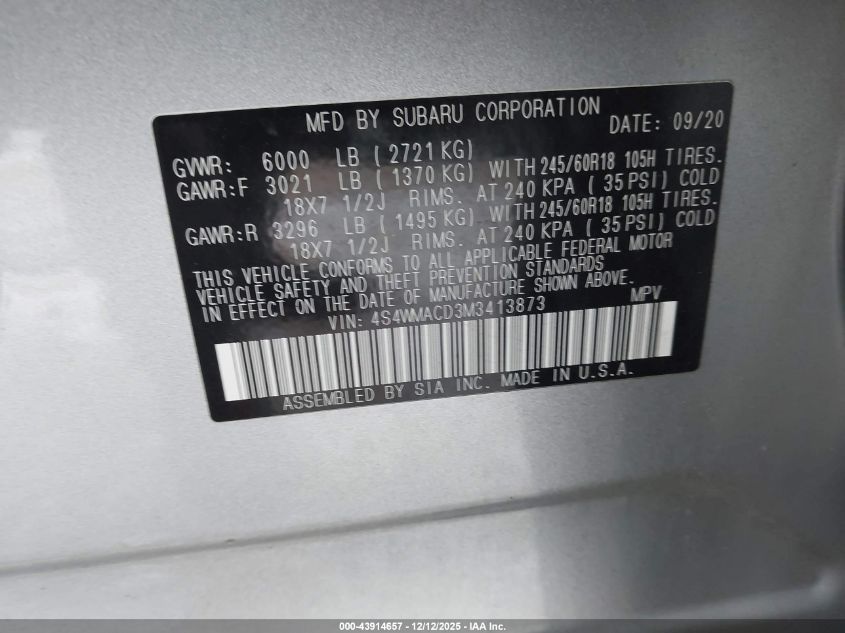 MFD BY SUBARU CORPORATION DATE: 09/20
GVWR: 6000 LB ( 2721 KG)
GAWR:F 3021 LB ( 1370 KG) WITH 245/60R18 105H TIRES.
18X7 1/2J RIMS. AT 240 KPA ( 35 PSI) COLD
GAWR:R 3296 LB ( 1495 KG) WITH 245/60R18 105H TIRES.
18X7 1/2J RIMS. AT 240 KPA ( 35 PSI) COLD
THIS VEHICLE CONFORMS TO ALL APPLICABLE FEDERAL MOTOR
VEHICLE SAFETY AND THEFT PREVENTION STANDARDS
IN EFFECT ON THE DATE OF MANUFACTURE SHOWN ABOVE.
VIN: 4S4WMACD3M3413873 MPV
ASSEMBLED BY SIA INC. MADE IN U.S.A.
000-43914657 - 12/12/2025 - IAA Inc.